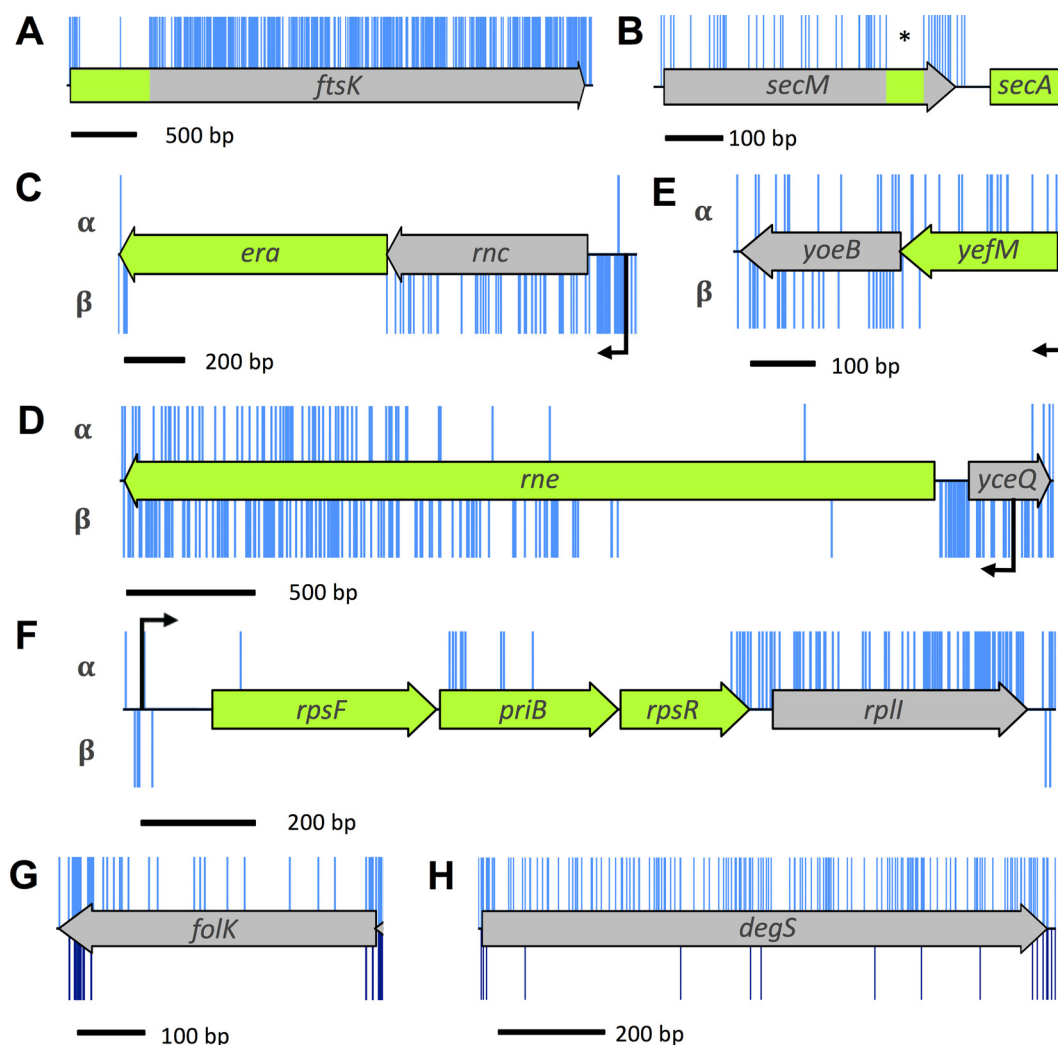 A
ftsK
500 bp
B
*
secM
secA
100 bp
C
α
β
era
rnc
200 bp
E
α
β
yoeB
yefM
100 bp
D
α
β
rne
yceQ
500 bp
F
α
β
rpsF
priB
rpsR
rplI
200 bp
G
folK
100 bp
H
degS
200 bp